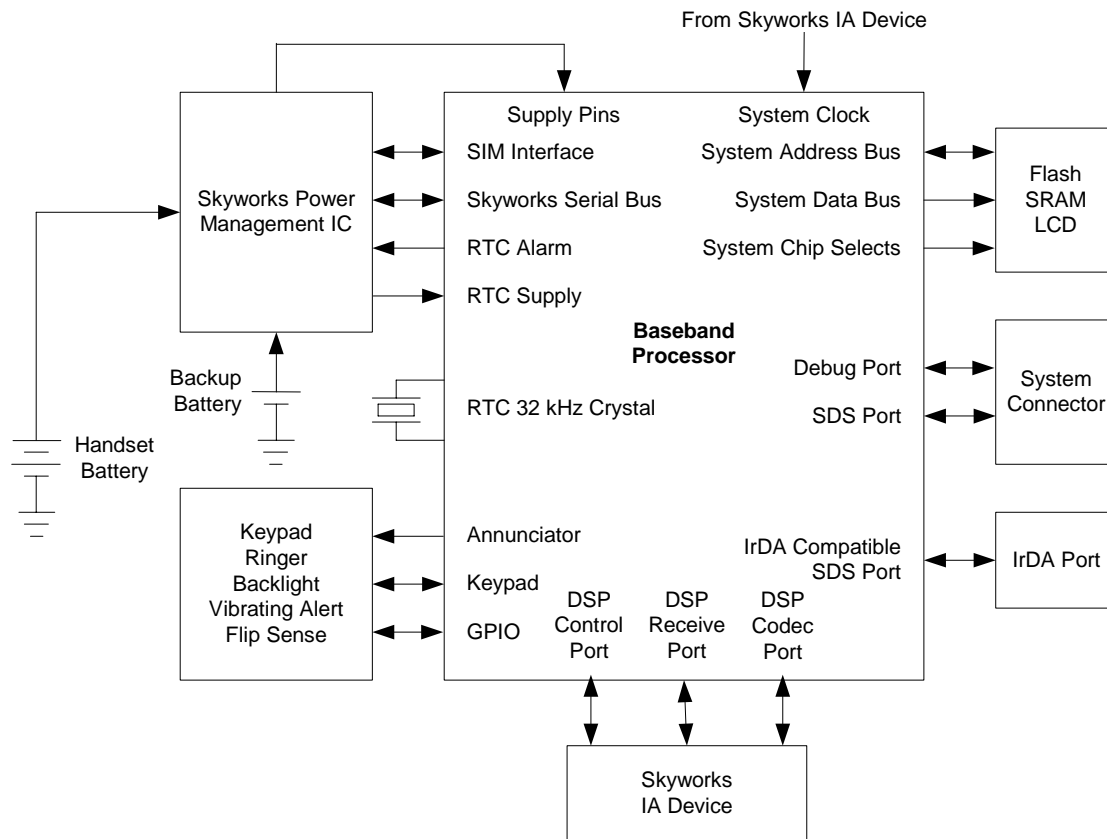 From Skyworks IA Device
Supply Pins
System Clock
SIM Interface
System Address Bus
Skyworks Power
Management IC
Skyworks Serial Bus
System Data Bus
Flash
SRAM
LCD
RTC Alarm
System Chip Selects
RTC Supply
Baseband
Processor
Backup
Battery
Debug Port
System
Connector
RTC 32 kHz Crystal
SDS Port
Handset
Battery
Keypad
Ringer
Backlight
Vibrating Alert
Flip Sense
Annunciator
Keypad
GPIO
IrDA Compatible
SDS Port
IrDA Port
DSP
Control
Port
DSP
Receive
Port
DSP
Codec
Port
Skyworks
IA Device